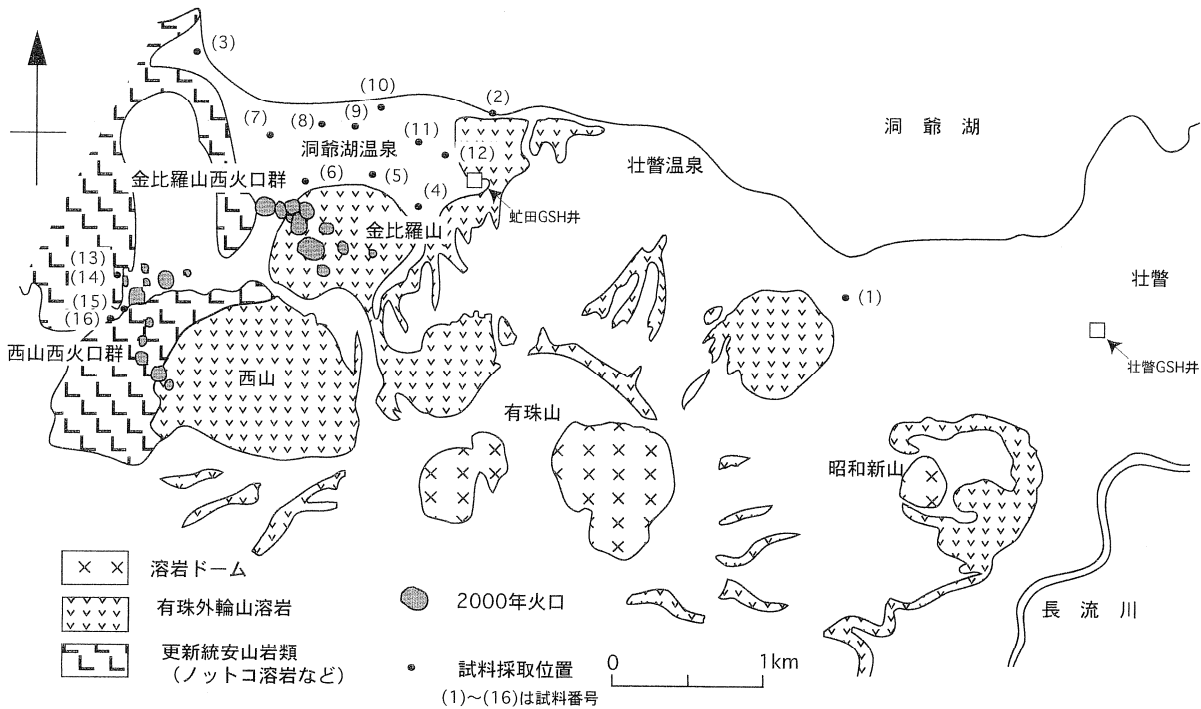 (3)
(10)
(2)
(7)
(8)
(9)
(11)
洞爺湖
洞爺湖温泉
(12)
壮瞥温泉
金比羅山西火口群
(6)
(5)
(4)
虻田GSH井
金比羅山
(13)
(14)
壮瞥
(1)
(15)
(16)
西山西火口群
壮瞥GSH井
西山
有珠山
昭和新山
溶岩ドーム
有珠外輪山溶岩
2000年火口
長流川
更新統安山岩類
(ノットコ溶岩など)
試料採取位置
(1)~(16)は試料番号
0
1km